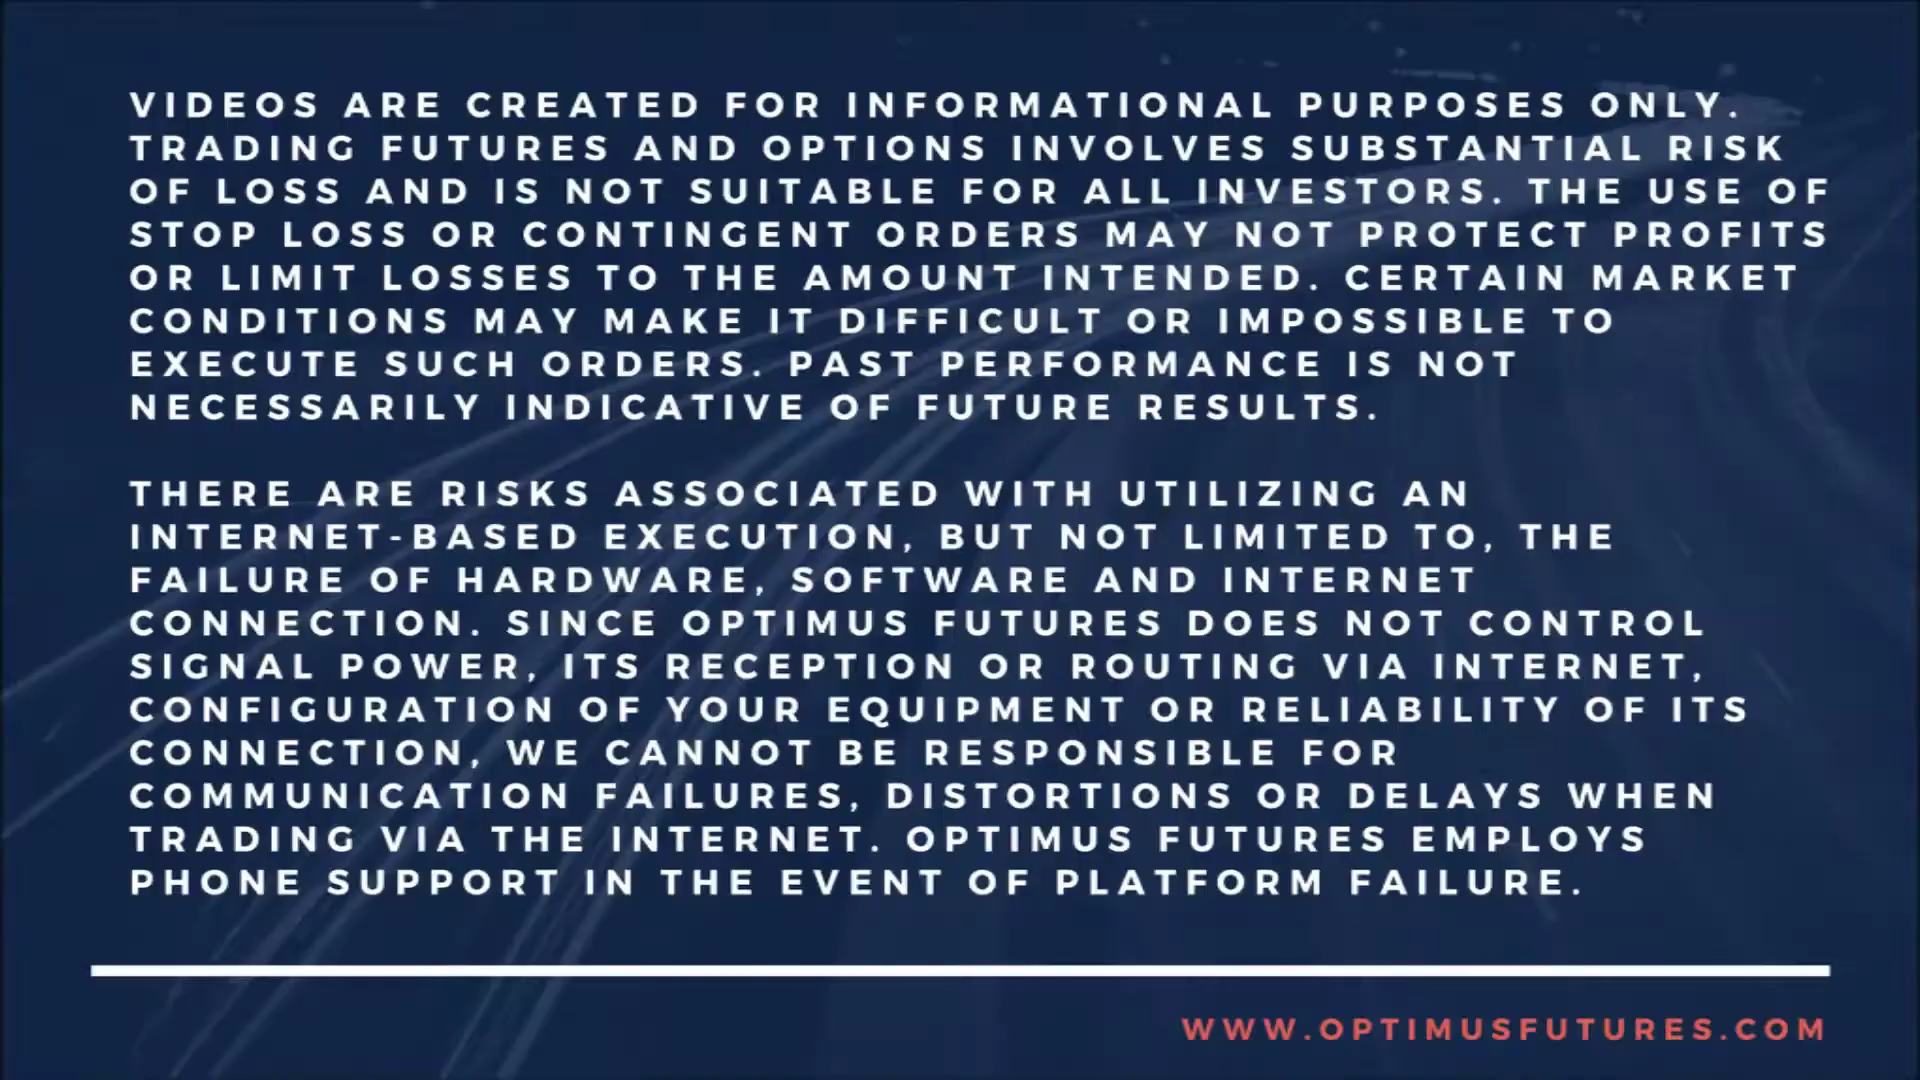 VIDEOS ARE CREATED FOR INFORMATIONAL PURPOSES ONLY.
TRADING FUTURES AND OPTIONS INVOLVES SUBSTANTIAL RISK
OF LOSS AND IS NOT SUITABLE FOR ALL INVESTORS. THE USE OF
STOP LOSS OR CONTINGENT ORDERS MAY NOT PROTECT PROFITS
OR LIMIT LOSSES TO THE AMOUNT INTENDED. CERTAIN MARKET
CONDITIONS MAY MAKE IT DIFFICULT OR IMPOSSIBLE TO
EXECUTE SUCH ORDERS. PAST PERFORMANCE IS NOT
NECESSARILY INDICATIVE OF FUTURE RESULTS.
THERE ARE RISKS ASSOCIATED WITH UTILIZING AN
INTERNET-BASED EXECUTION, BUT NOT LIMITED TO, THE
FAILURE OF HARDWARE, SOFTWARE AND INTERNET
CONNECTION. SINCE OPTIMUS FUTURES DOES NOT CONTROL
SIGNAL POWER, ITS RECEPTION OR ROUTING VIA INTERNET,
CONFIGURATION OF YOUR EQUIPMENT OR RELIABILITY OF ITS
CONNECTION, WE CANNOT BE RESPONSIBLE FOR
COMMUNICATION FAILURES, DISTORTIONS OR DELAYS WHEN
TRADING VIA THE INTERNET. OPTIMUS FUTURES EMPLOYS
PHONE SUPPORT IN THE EVENT OF PLATFORM FAILURE.
WWW.OPTIMUSFUTURES.COM